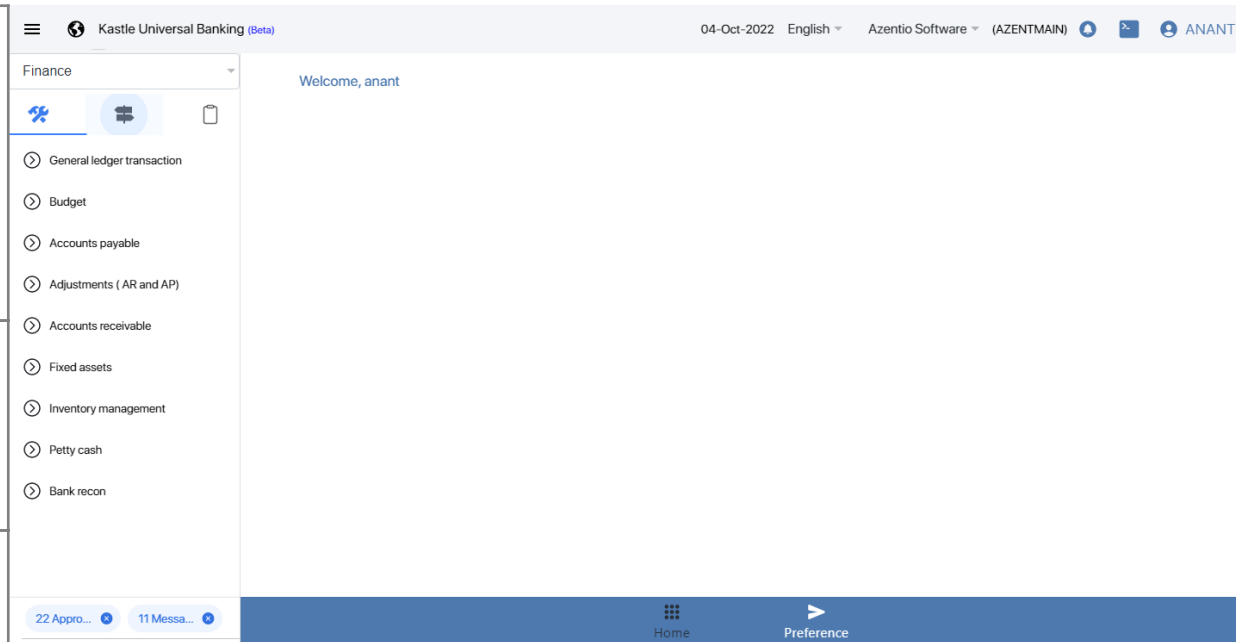 Kastle Universal Banking (Beta)
04-Oct-2022 English Azentio Software (AZENTMAIN) ANANT
Finance
Welcome, anant
General ledger transaction
Budget
Accounts payable
Adjustments ( AR and AP)
Accounts receivable
Fixed assets
Inventory management
Petty cash
Bank recon
22 Appro... 11 Messa...
Home Preference